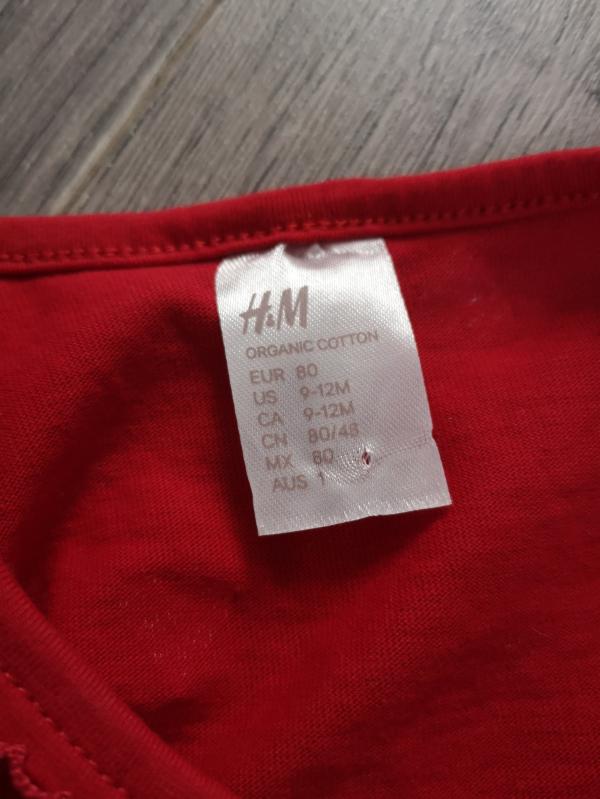 H&M
ORGANIC COTTON
EUR 80
US 9-12M
CA 9-12M
CN 80/48
MX 80
AUS 1